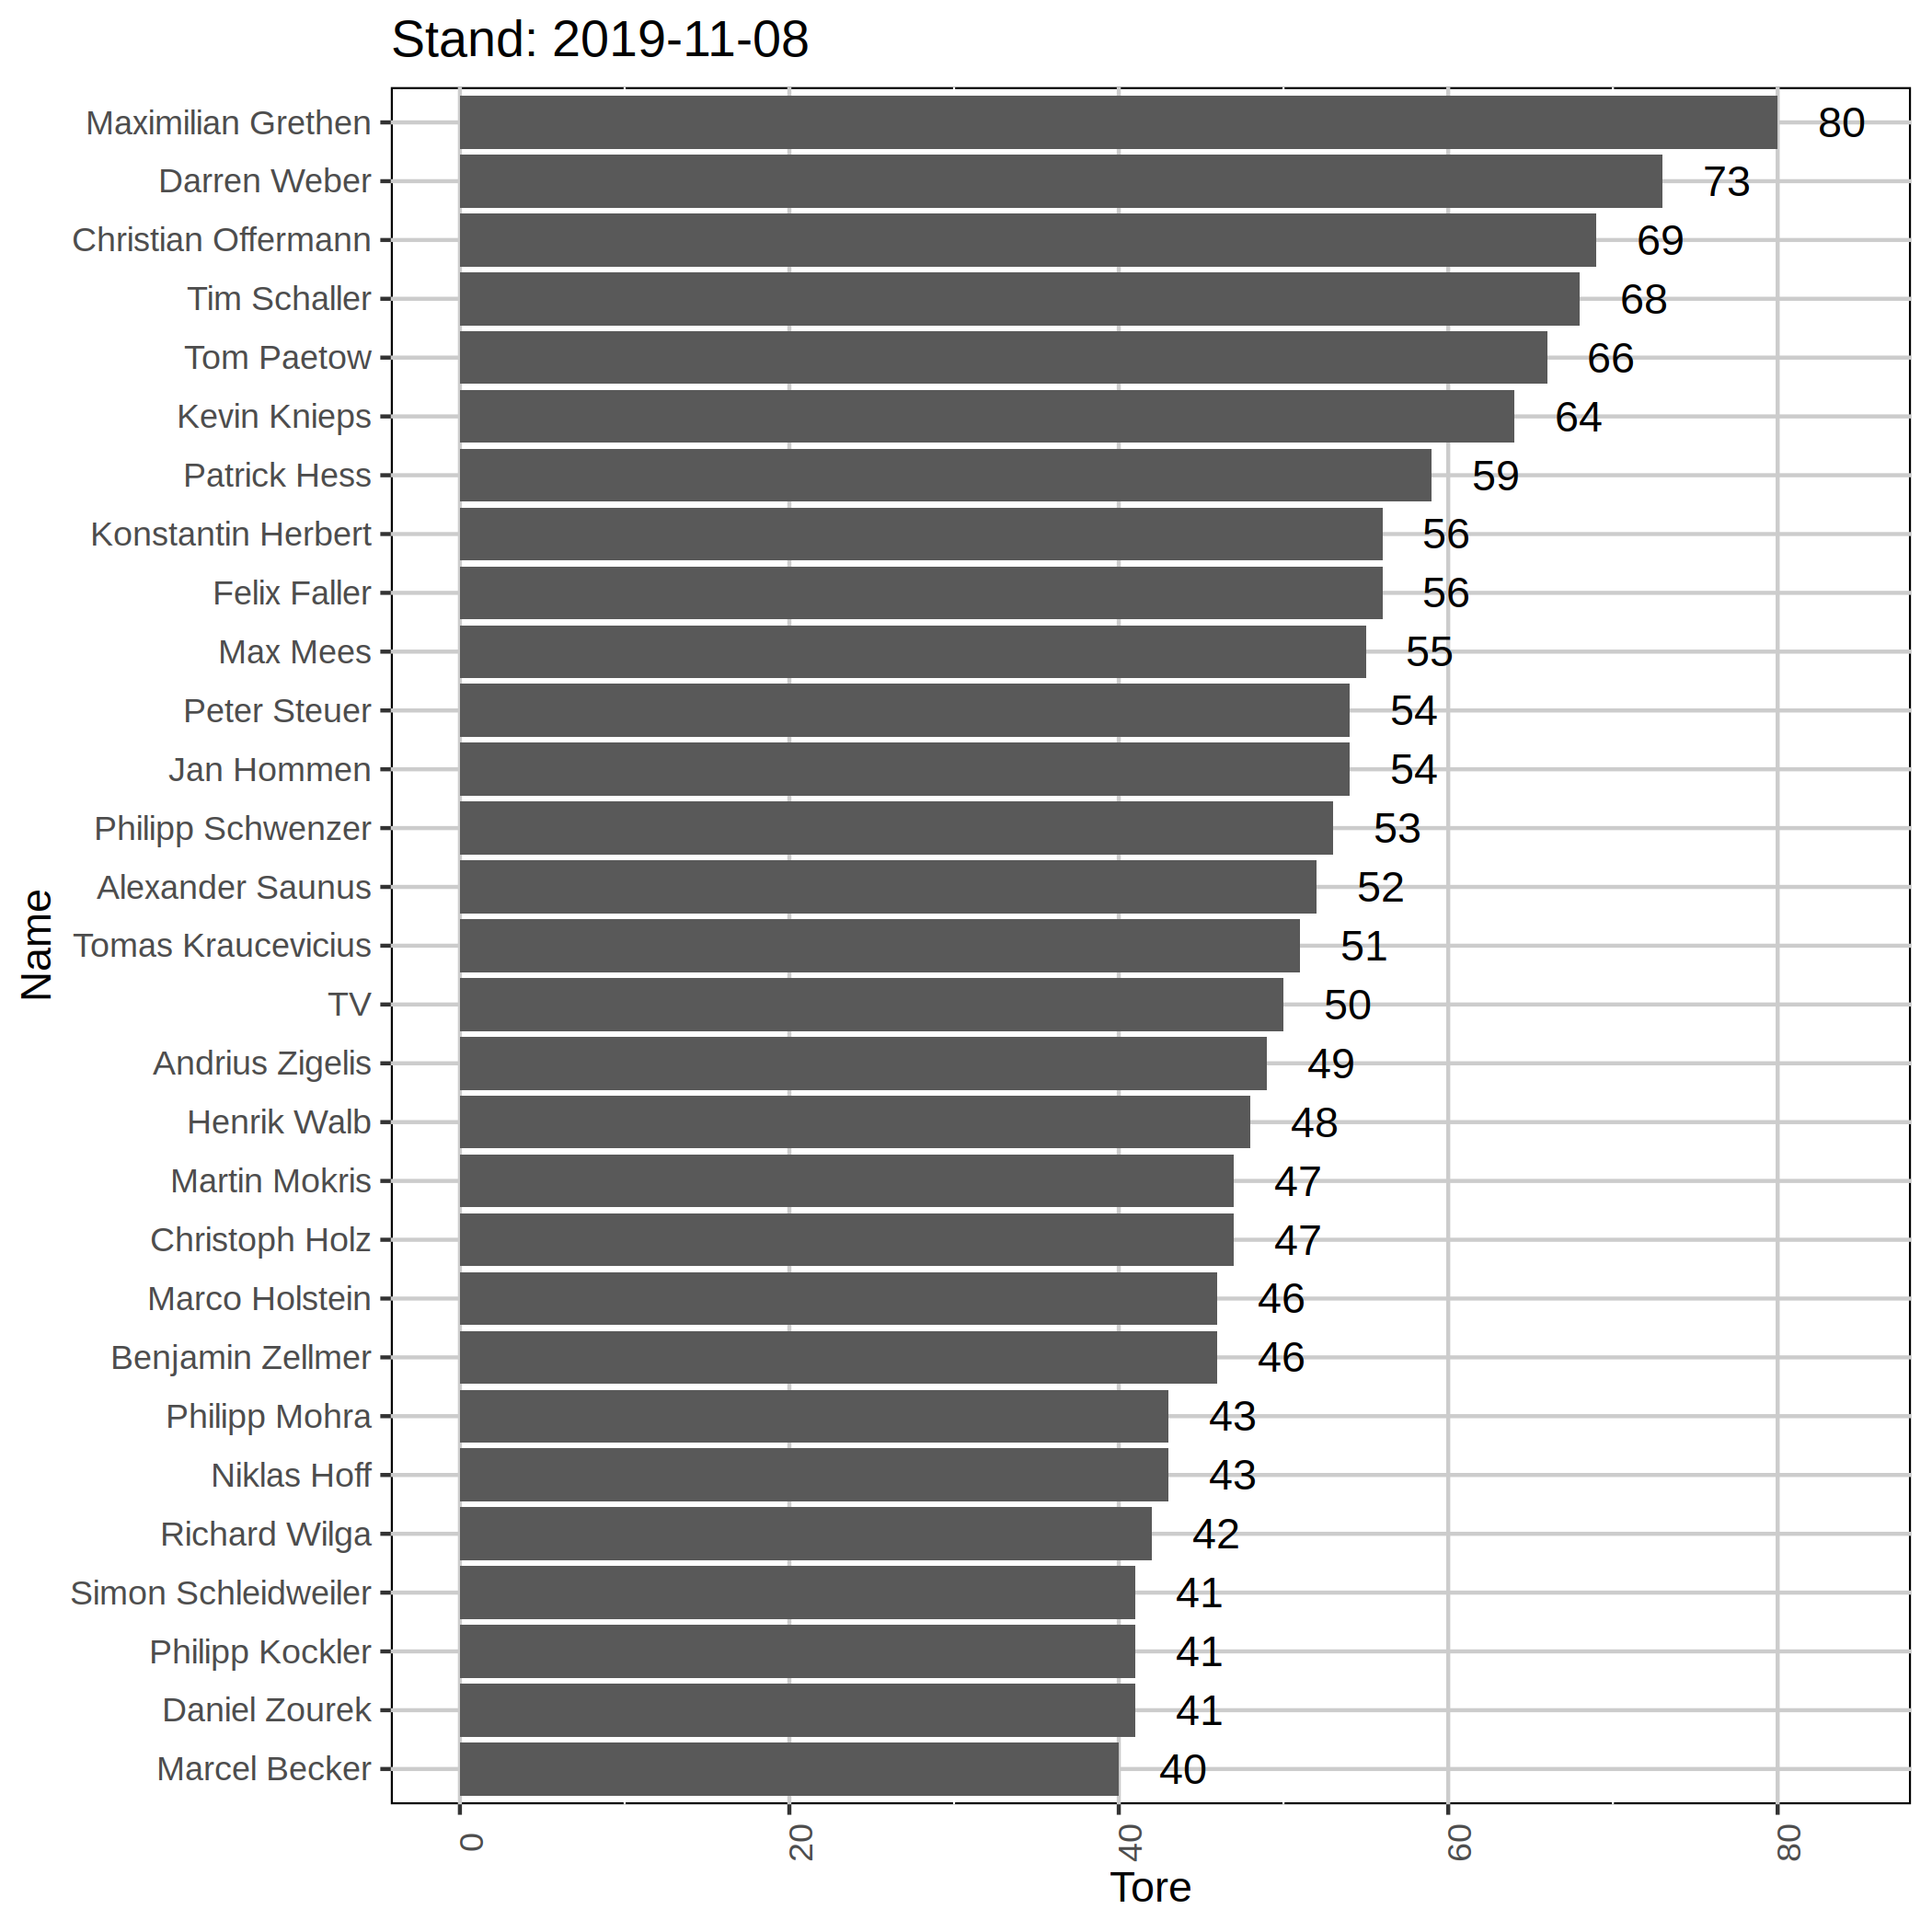 Stand: 2019-11-08
Maximilian Grethen 80
Darren Weber 73
Christian Offermann 69
Tim Schaller 68
Tom Paetow 66
Kevin Knieps 64
Patrick Hess 59
Konstantin Herbert 56
Felix Faller 56
Max Mees 55
Peter Steuer 54
Jan Hommen 54
Philipp Schwenzer 53
Alexander Saunus 52
Tomas Kraucevicius 51
TV 50
Andrius Zigelis 49
Henrik Walb 48
Martin Mokris 47
Christoph Holz 47
Marco Holstein 46
Benjamin Zellmer 46
Philipp Mohra 43
Niklas Hoff 43
Richard Wilga 42
Simon Schleidweiler 41
Philipp Kockler 41
Daniel Zourek 41
Marcel Becker 40
Name
0 20 40 60 80
Tore